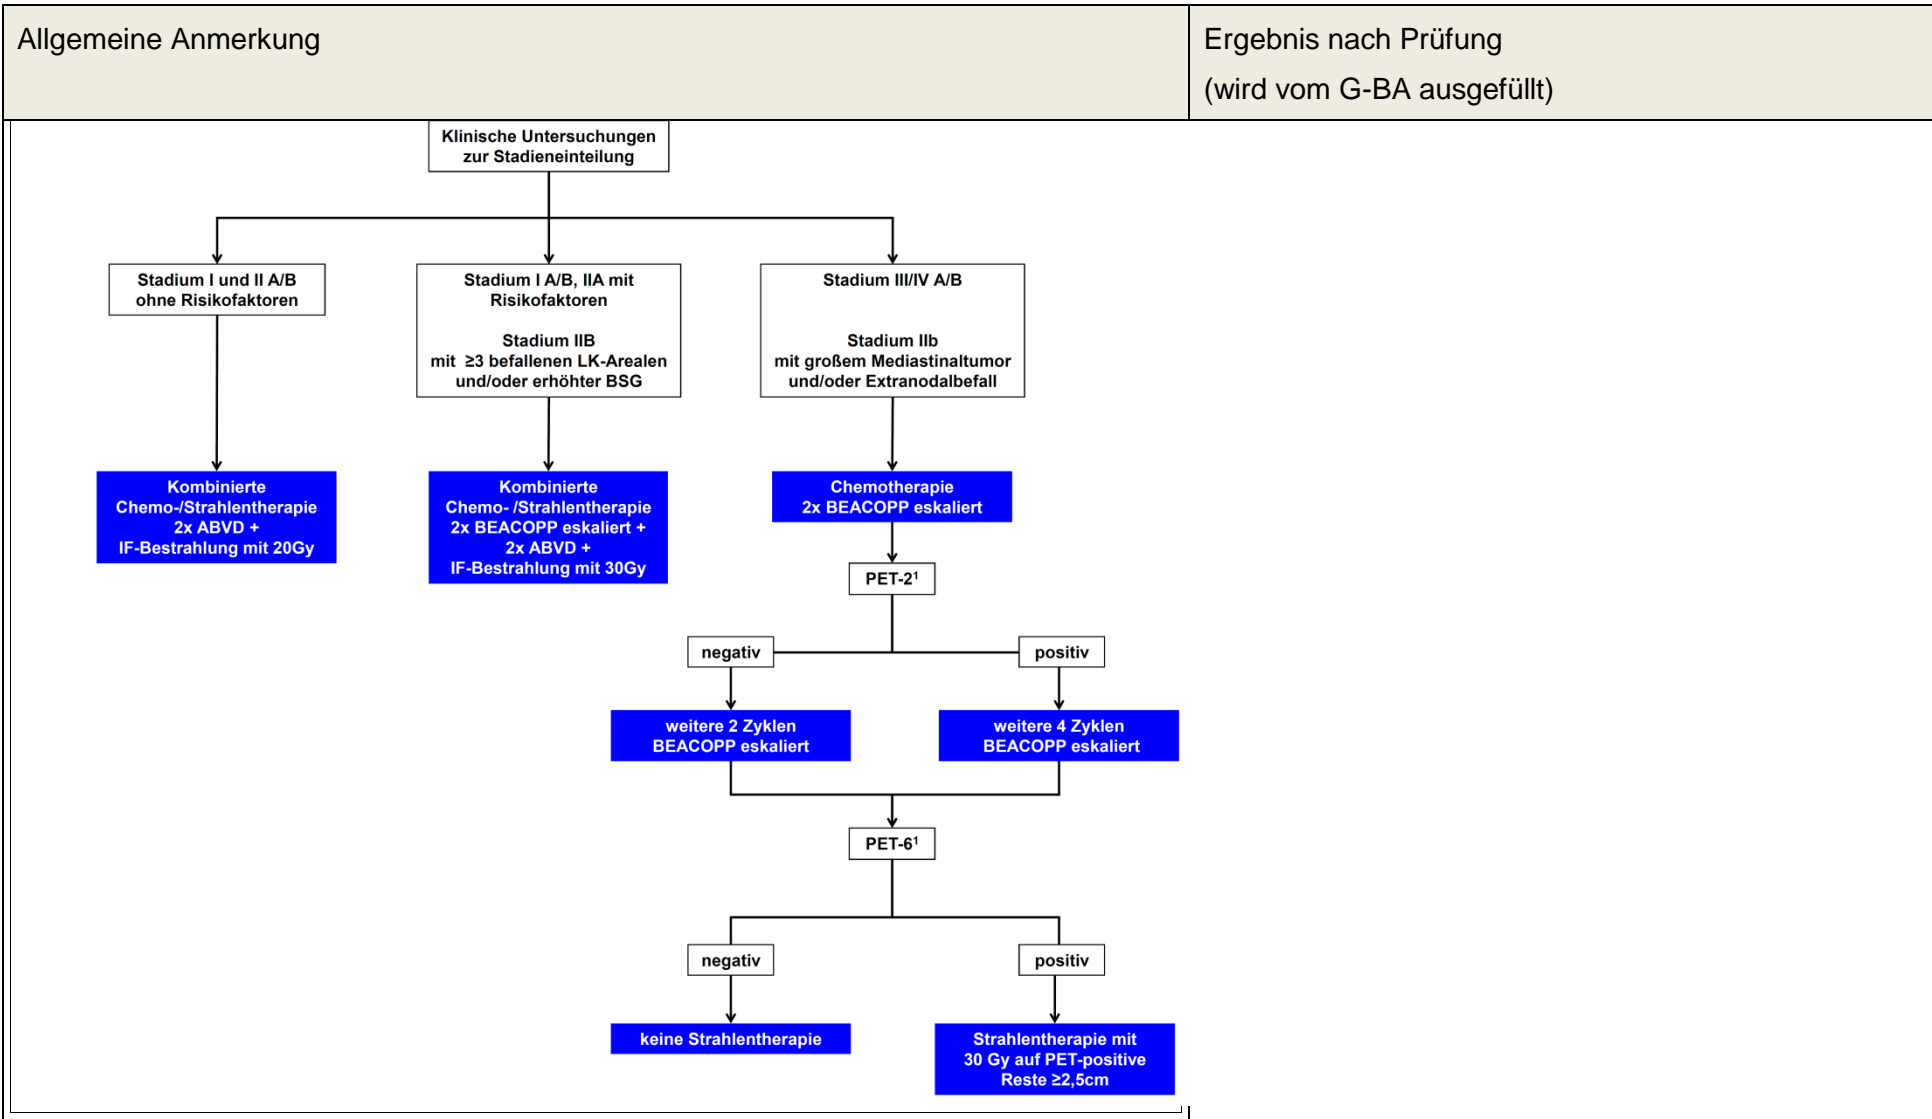 Allgemeine Anmerkung
Ergebnis nach Prüfung
(wird vom G-BA ausgefüllt)
Klinische Untersuchungen
zur Stadieneinteilung
Stadium I und II A/B
ohne Risikofaktoren
Stadium I A/B, IIA mit
Risikofaktoren
Stadium IIB
mit ≥3 befallenen LK-Arealen
und/oder erhöhter BSG
Stadium III/IV A/B
Stadium IIb
mit großem Mediastinaltumor
und/oder Extranodalbefall
Kombinierte
Chemo-/Strahlentherapie
2x ABVD +
IF-Bestrahlung mit 20Gy
Kombinierte
Chemo- /Strahlentherapie
2x BEACOPP eskaliert +
2x ABVD +
IF-Bestrahlung mit 30Gy
Chemotherapie
2x BEACOPP eskaliert
PET-2¹
negativ
positiv
weitere 2 Zyklen
BEACOPP eskaliert
weitere 4 Zyklen
BEACOPP eskaliert
PET-6¹
negativ
positiv
keine Strahlentherapie
Strahlentherapie mit
30 Gy auf PET-positive
Reste ≥2,5cm